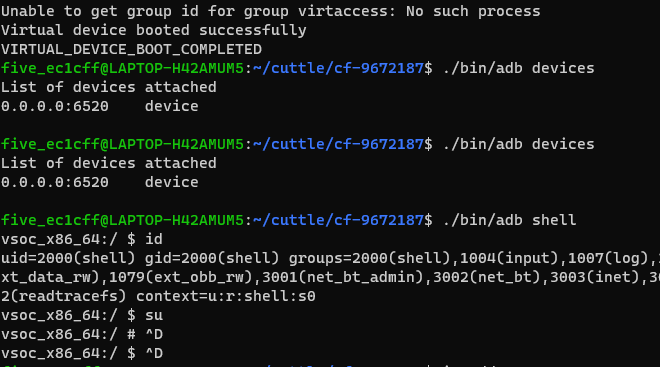 Unable to get group id for group virtaccess: No such process
Virtual device booted successfully
VIRTUAL_DEVICE_BOOT_COMPLETED
five_ec1cff@LAPTOP-H42AMUM5:~/cuttle/cf-9672187$ ./bin/adb devices
List of devices attached
0.0.0.0:6520    device
five_ec1cff@LAPTOP-H42AMUM5:~/cuttle/cf-9672187$ ./bin/adb devices
List of devices attached
0.0.0.0:6520    device
five_ec1cff@LAPTOP-H42AMUM5:~/cuttle/cf-9672187$ ./bin/adb shell
vsoc_x86_64:/ $ id
uid=2000(shell) gid=2000(shell) groups=2000(shell),1004(input),1007(log),
xt_data_rw),1079(ext_obb_rw),3001(net_bt_admin),3002(net_bt),3003(inet),
2(readtracefs) context=u:r:shell:s0
vsoc_x86_64:/ $ su
vsoc_x86_64:/ # ^D
vsoc_x86_64:/ $ ^D